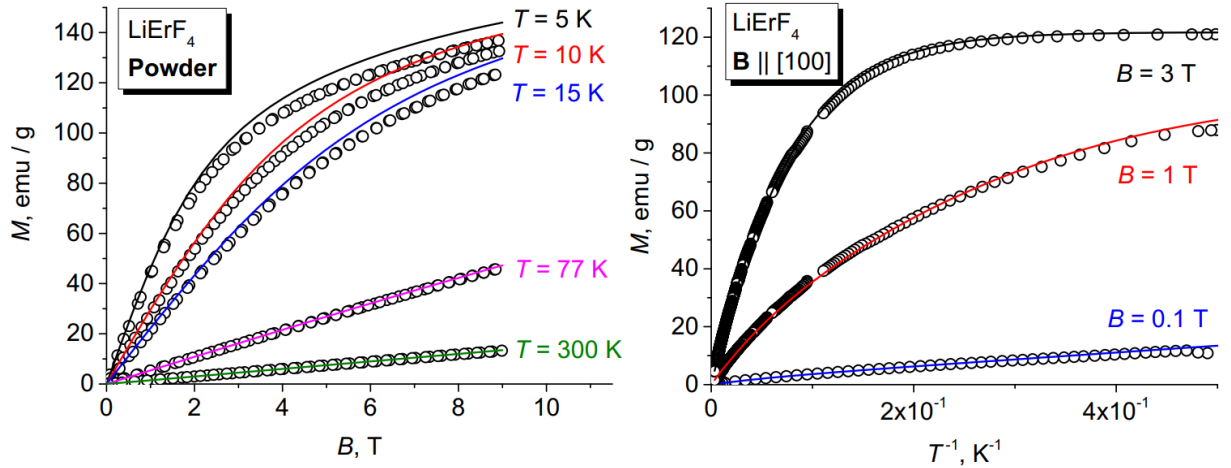 LiErF₄
Powder
T = 5 K
T = 10 K
T = 15 K
T = 77 K
T = 300 K
M, emu / g
140
120
100
80
60
40
20
0
0 2 4 6 8 10
B, T
LiErF₄
B || [100]
B = 3 T
B = 1 T
B = 0.1 T
M, emu / g
120
100
80
60
40
20
0
0 2x10⁻¹ 4x10⁻¹
T⁻¹, K⁻¹